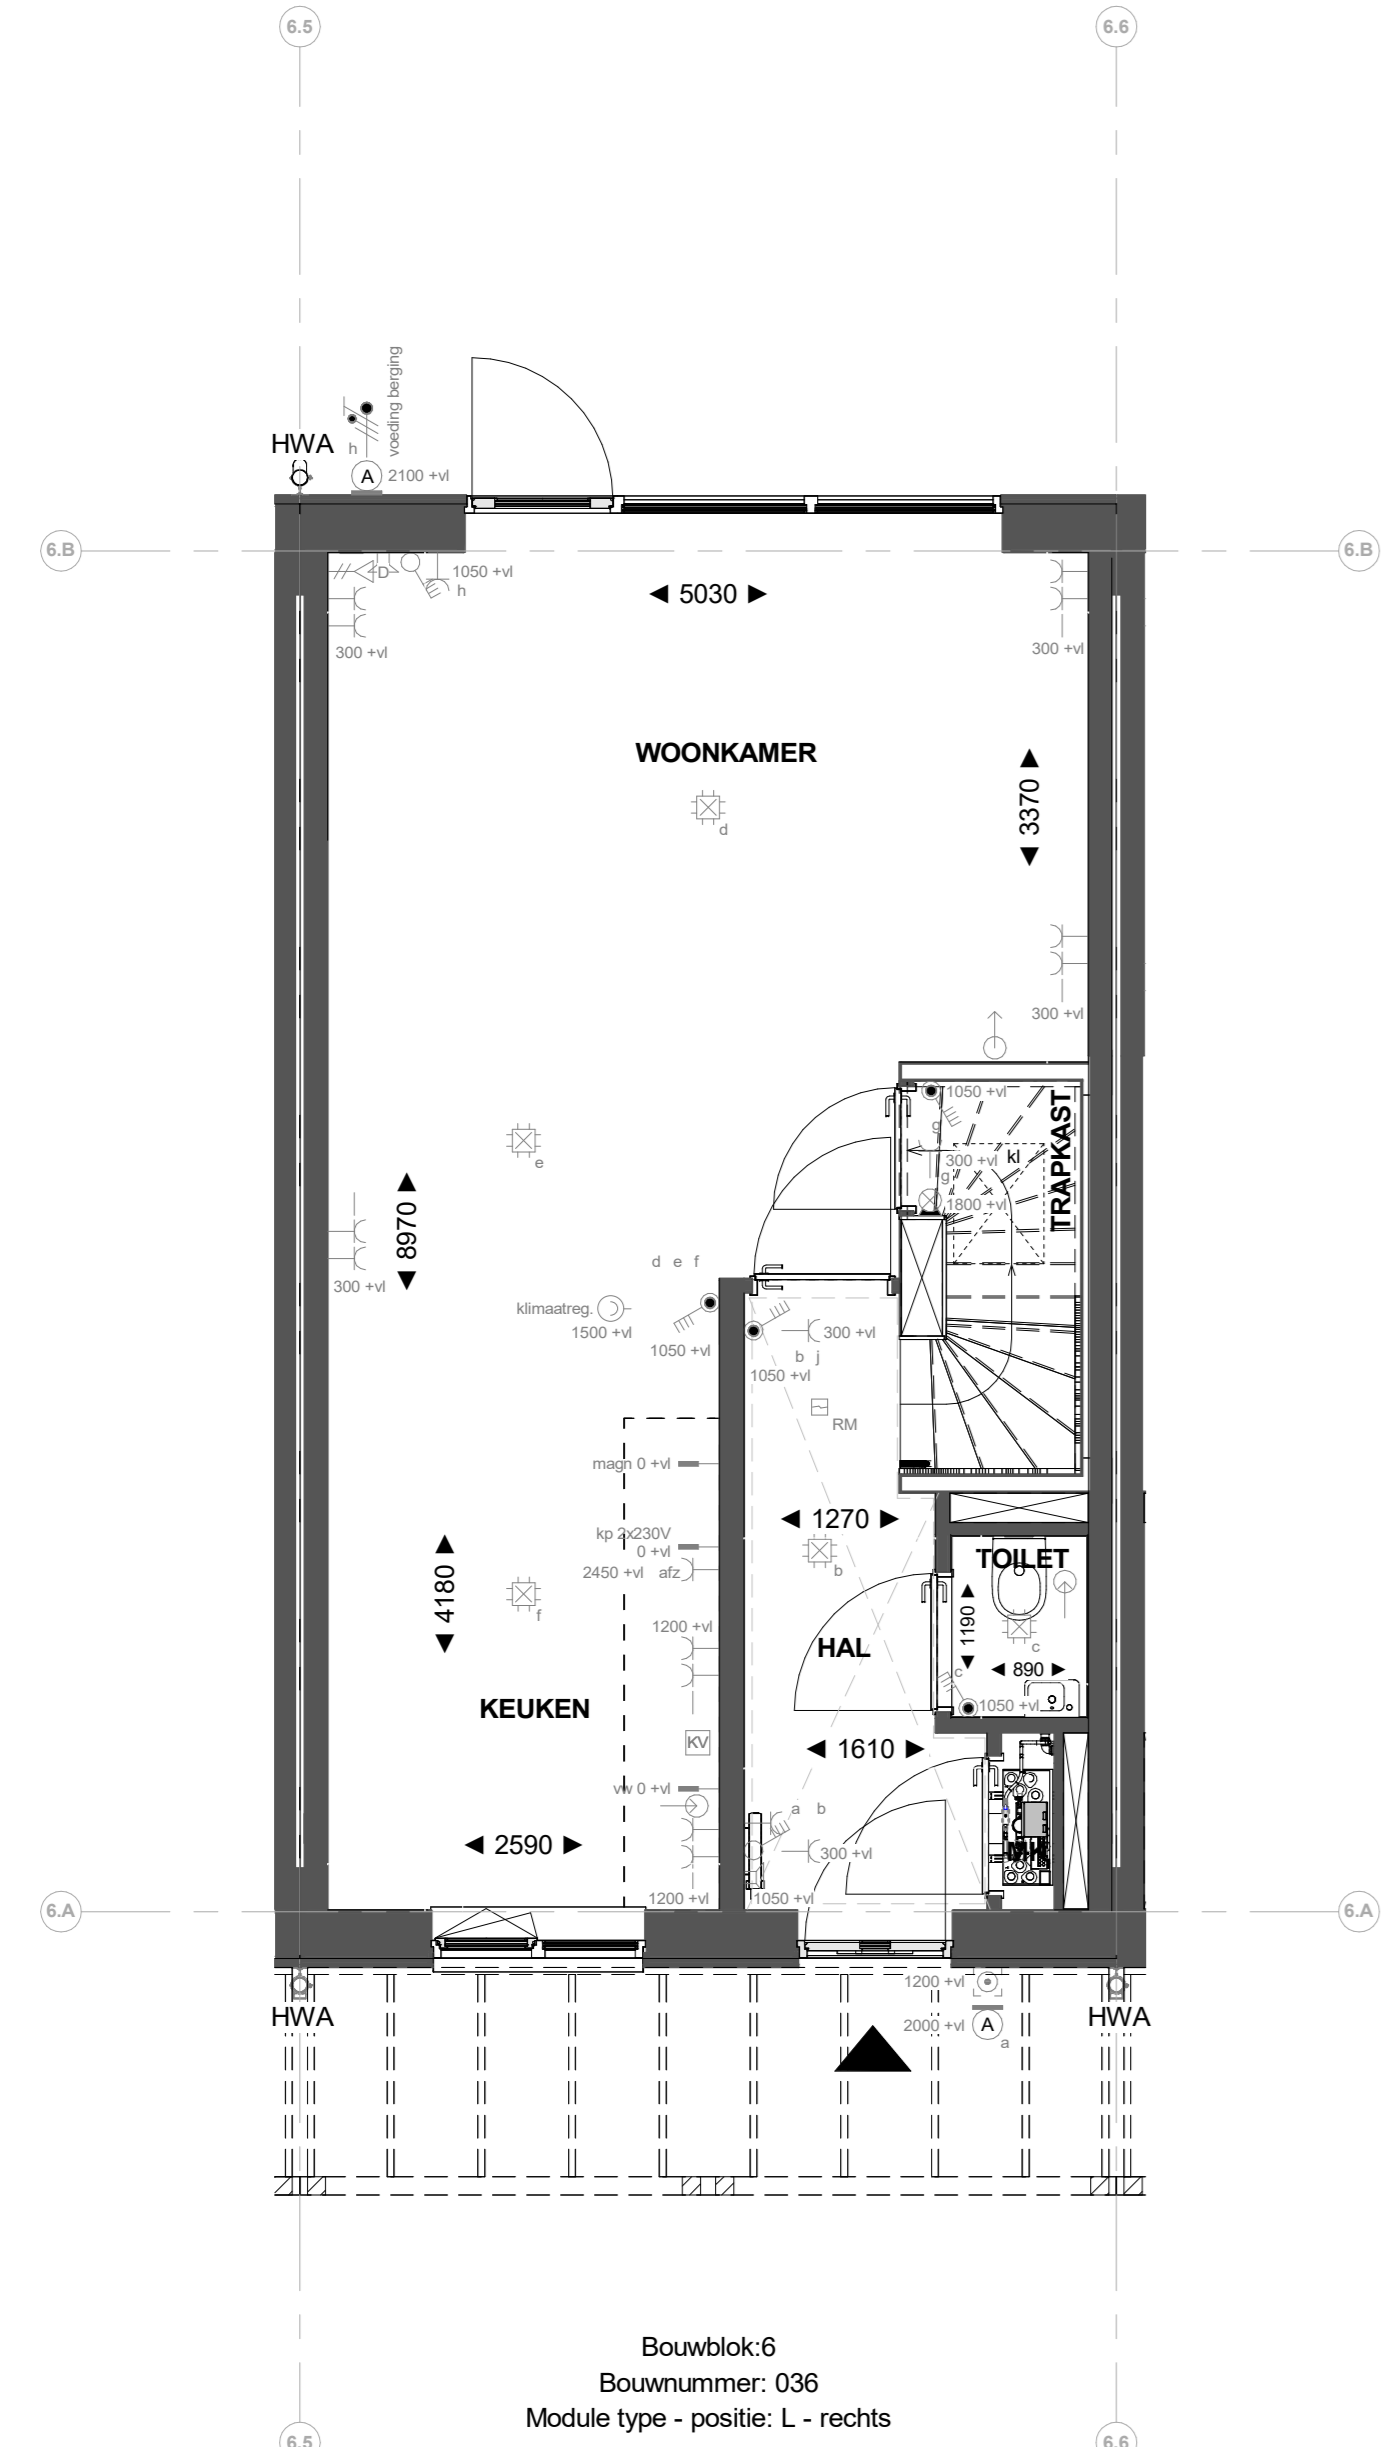 6.5
6.6
voeding berging
HWA
h
A
2100 +vl
6.B
6.B
D
1050 +vl
h
5030
300 +vl
300 +vl
WOONKAMER
d
3370
300 +vl
1050 +vl
TRAPKAST
g
300 +vl
kl
g
1800 +vl
e
8970
300 +vl
d e f
klimaatreg.
1500 +vl
1050 +vl
300 +vl
b j
1050 +vl
RM
magn 0 +vl
1270
kp 2x230V
0 +vl
2450 +vl afz
b
TOILET
4180
f
1190
c
1200 +vl
HAL
890
c
KEUKEN
1050 +vl
KV
1610
vw 0 +vl
a b
2590
300 +vl
MK
1200 +vl
1050 +vl
6.A
6.A
1200 +vl
HWA
2000 +vl
A
HWA
a
Bouwblok:6
Bouwnummer: 036
Module type - positie: L - rechts
6.5
6.6